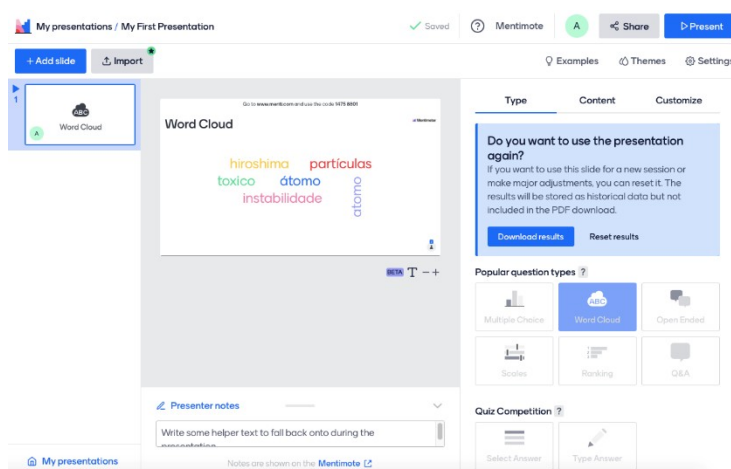 My presentations / My First Presentation
Saved
Mentimote
A
Share
Present
+ Add slide
Import
Examples
Themes
Settings
1
ABC
Word Cloud
A
Go to www.menti.com and use the code 1475 8601
Word Cloud
Mentimeter
hiroshima partículas
toxico átomo
instabilidade
atomo
BETA T − +
Presenter notes
Write some helper text to fall back onto during the
presentation
Notes are shown on the Mentimote
My presentations
Type Content Customize
Do you want to use the presentation
again?
If you want to use this slide for a new session or
make major adjustments, you can reset it. The
results will be stored as historical data but not
included in the PDF download.
Download results Reset results
Popular question types ?
Multiple Choice
ABC
Word Cloud
Open Ended
Scales
Ranking
Q&A
Quiz Competition ?
Select Answer
Type Answer